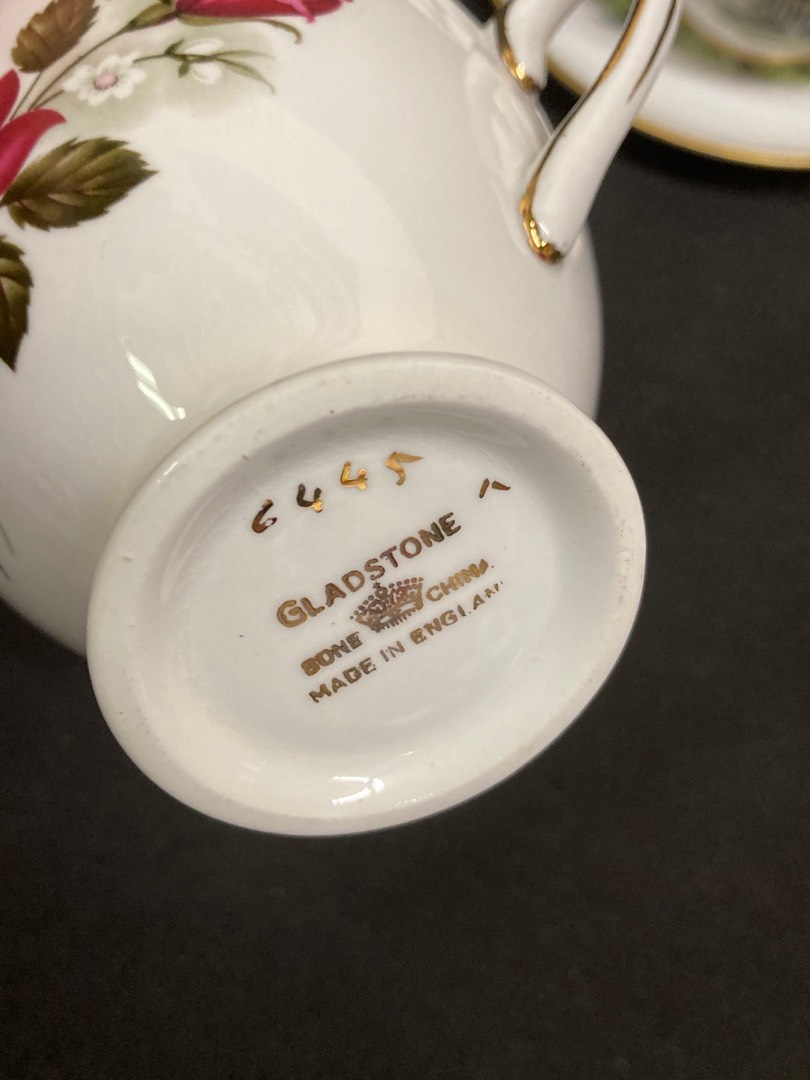 6445
GLADSTONE
BONE CHINA
MADE IN ENGLAND